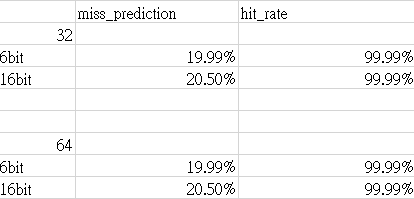 miss_prediction hit_rate
32
6bit 19.99% 99.99%
16bit 20.50% 99.99%
64
6bit 19.99% 99.99%
16bit 20.50% 99.99%